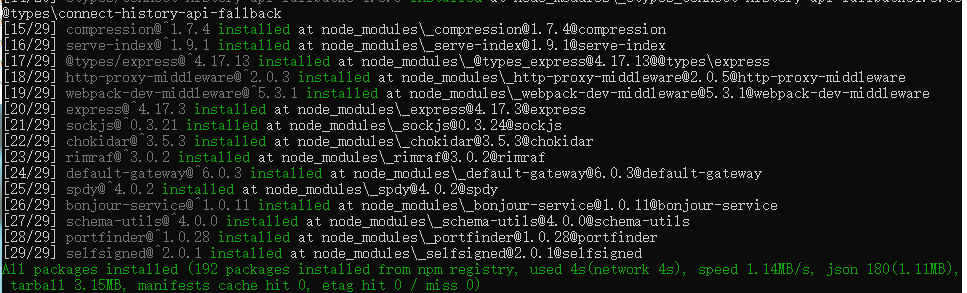 @types\connect-history-api-fallback
[15/29] compression@^1.7.4 installed at node_modules\_compression@1.7.4@compression
[16/29] serve-index@^1.9.1 installed at node_modules\_serve-index@1.9.1@serve-index
[17/29] @types/express@^4.17.13 installed at node_modules\_@types_express@4.17.13@@types\express
[18/29] http-proxy-middleware@^2.0.3 installed at node_modules\_http-proxy-middleware@2.0.5@http-proxy-middleware
[19/29] webpack-dev-middleware@^5.3.1 installed at node_modules\_webpack-dev-middleware@5.3.1@webpack-dev-middleware
[20/29] express@^4.17.3 installed at node_modules\_express@4.17.3@express
[21/29] sockjs@^0.3.21 installed at node_modules\_sockjs@0.3.24@sockjs
[22/29] chokidar@^3.5.3 installed at node_modules\_chokidar@3.5.3@chokidar
[23/29] rimraf@^3.0.2 installed at node_modules\_rimraf@3.0.2@rimraf
[24/29] default-gateway@^6.0.3 installed at node_modules\_default-gateway@6.0.3@default-gateway
[25/29] spdy@^4.0.2 installed at node_modules\_spdy@4.0.2@spdy
[26/29] bonjour-service@^1.0.11 installed at node_modules\_bonjour-service@1.0.11@bonjour-service
[27/29] schema-utils@^4.0.0 installed at node_modules\_schema-utils@4.0.0@schema-utils
[28/29] portfinder@^1.0.28 installed at node_modules\_portfinder@1.0.28@portfinder
[29/29] selfsigned@^2.0.1 installed at node_modules\_selfsigned@2.0.1@selfsigned
All packages installed (192 packages installed from npm registry, used 4s(network 4s), speed 1.14MB/s, json 180(1.11MB),
tarball 3.15MB, manifests cache hit 0, etag hit 0 / miss 0)